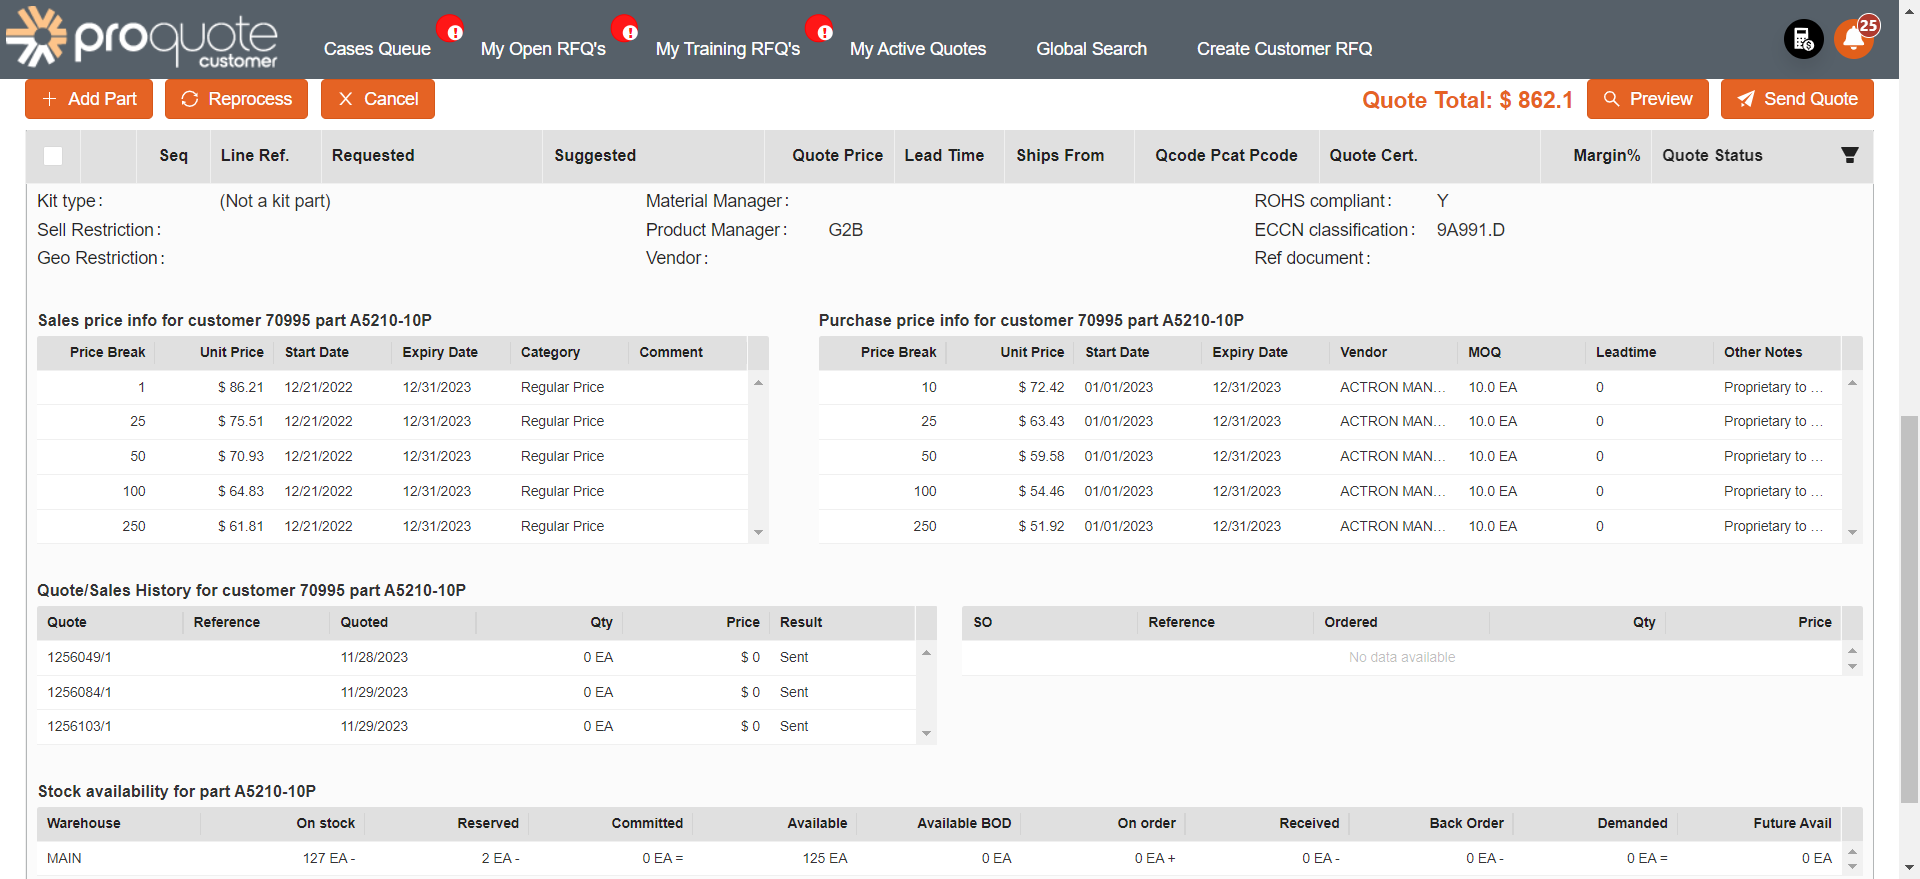 proquote customer
Cases Queue My Open RFQ's My Training RFQ's My Active Quotes Global Search Create Customer RFQ 25
Add Part Reprocess Cancel Quote Total: $ 862.1 Preview Send Quote
Seq Line Ref. Requested Suggested Quote Price Lead Time Ships From Qcode Pcat Pcode Quote Cert. Margin% Quote Status
Kit type: (Not a kit part) Material Manager: ROHS compliant: Y
Sell Restriction: Product Manager: G2B ECCN classification: 9A991.D
Geo Restriction: Vendor: Ref document:
Sales price info for customer 70995 part A5210-10P
Price Break Unit Price Start Date Expiry Date Category Comment
1 $ 86.21 12/21/2022 12/31/2023 Regular Price
25 $ 75.51 12/21/2022 12/31/2023 Regular Price
50 $ 70.93 12/21/2022 12/31/2023 Regular Price
100 $ 64.83 12/21/2022 12/31/2023 Regular Price
250 $ 61.81 12/21/2022 12/31/2023 Regular Price
Purchase price info for customer 70995 part A5210-10P
Price Break Unit Price Start Date Expiry Date Vendor MOQ Leadtime Other Notes
10 $ 72.42 01/01/2023 12/31/2023 ACTRON MAN... 10.0 EA 0 Proprietary to ...
25 $ 63.43 01/01/2023 12/31/2023 ACTRON MAN... 10.0 EA 0 Proprietary to ...
50 $ 59.58 01/01/2023 12/31/2023 ACTRON MAN... 10.0 EA 0 Proprietary to ...
100 $ 54.46 01/01/2023 12/31/2023 ACTRON MAN... 10.0 EA 0 Proprietary to ...
250 $ 51.92 01/01/2023 12/31/2023 ACTRON MAN... 10.0 EA 0 Proprietary to ...
Quote/Sales History for customer 70995 part A5210-10P
Quote Reference Quoted Qty Price Result
1256049/1 11/28/2023 0 EA $ 0 Sent
1256084/1 11/29/2023 0 EA $ 0 Sent
1256103/1 11/29/2023 0 EA $ 0 Sent
SO Reference Ordered Qty Price
No data available
Stock availability for part A5210-10P
Warehouse On stock Reserved Committed Available Available BOD On order Received Back Order Demanded Future Avail
MAIN 127 EA - 2 EA - 0 EA = 125 EA 0 EA 0 EA + 0 EA - 0 EA - 0 EA = 0 EA